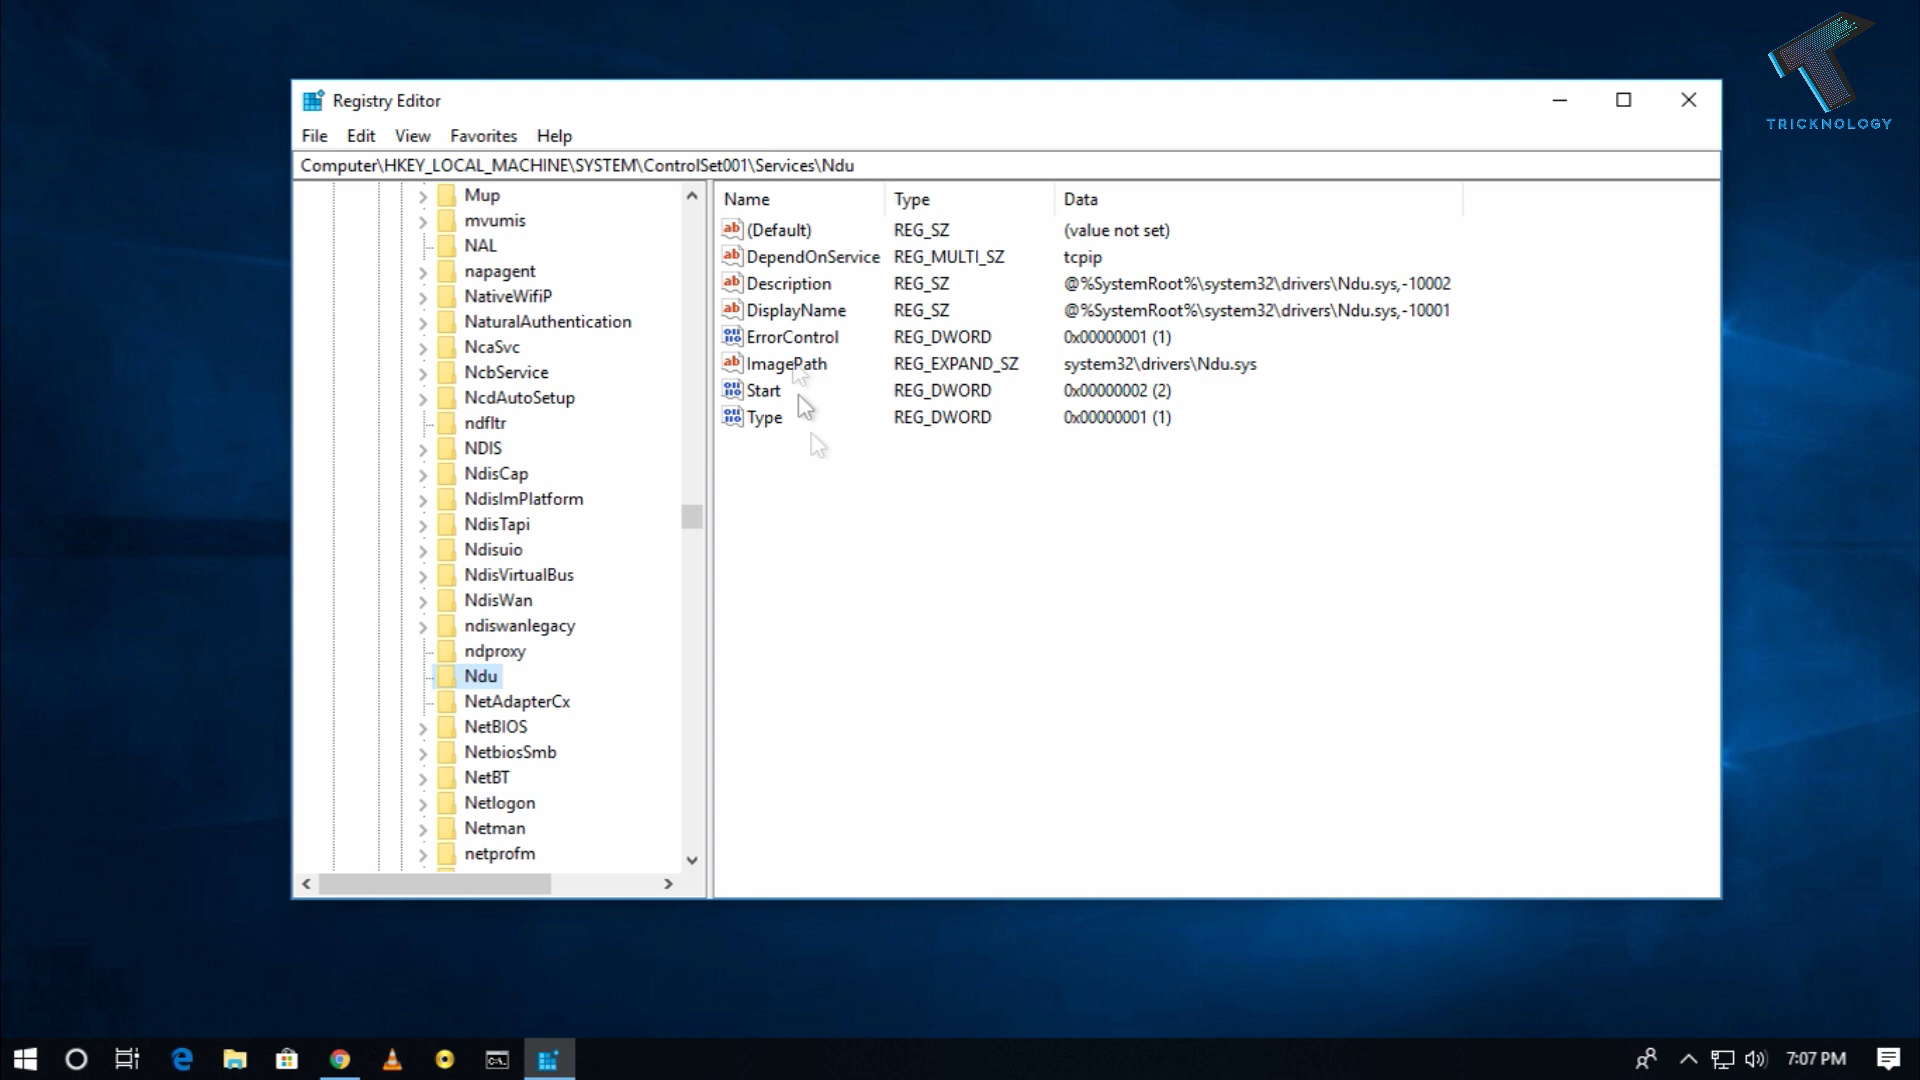 TRICKNOLOGY
Registry Editor
File Edit View Favorites Help
Computer\HKEY_LOCAL_MACHINE\SYSTEM\ControlSet001\Services\Ndu
Mup
mvumis
NAL
napagent
NativeWifiP
NaturalAuthentication
NcaSvc
NcbService
NcdAutoSetup
ndfltr
NDIS
NdisCap
NdisImPlatform
NdisTapi
Ndisuio
NdisVirtualBus
NdisWan
ndiswanlegacy
ndproxy
Ndu
NetAdapterCx
NetBIOS
NetbiosSmb
NetBT
Netlogon
Netman
netprofm
Name Type Data
(Default) REG_SZ (value not set)
DependOnService REG_MULTI_SZ tcpip
Description REG_SZ @%SystemRoot%\system32\drivers\Ndu.sys,-10002
DisplayName REG_SZ @%SystemRoot%\system32\drivers\Ndu.sys,-10001
ErrorControl REG_DWORD 0x00000001 (1)
ImagePath REG_EXPAND_SZ system32\drivers\Ndu.sys
Start REG_DWORD 0x00000002 (2)
Type REG_DWORD 0x00000001 (1)
7:07 PM